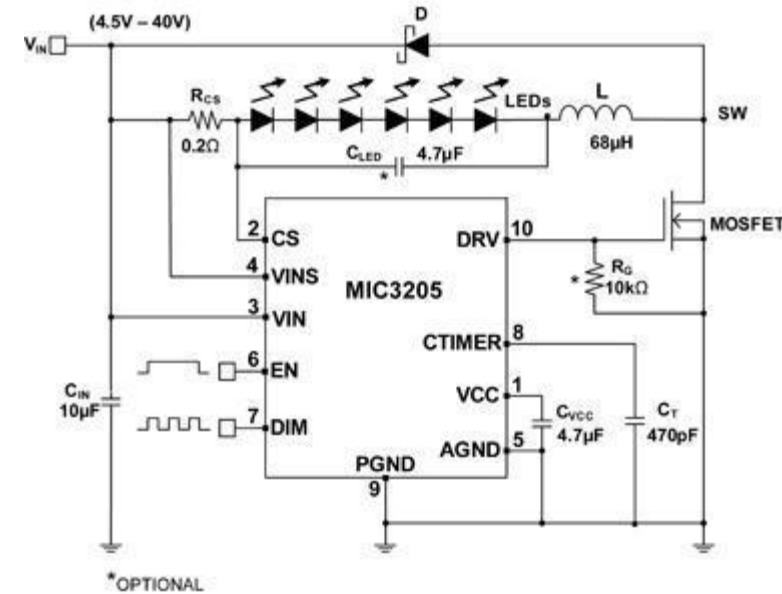 (4.5V – 40V)
D
VIN
RCS
0.2Ω
LEDs
L
68µH
SW
CLED
*
4.7µF
2
CS
4
VINS
3
VIN
6
EN
7
DIM
MIC3205
PGND
9
DRV
10
CTIMER
8
VCC
1
AGND
5
MOSFET
*
RG
10kΩ
CIN
10µF
CVCC
4.7µF
CT
470pF
*OPTIONAL